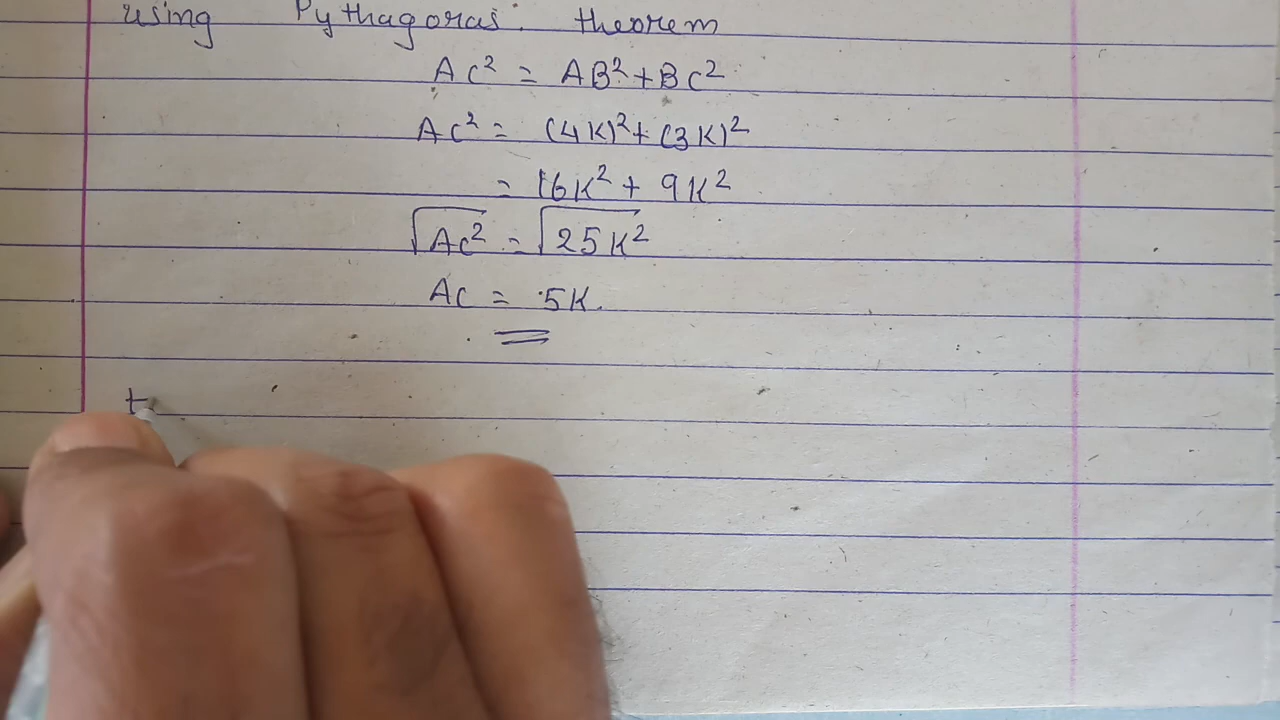 using Pythagoras. theorem
AC² = AB² + BC²
AC² = (4K)² + (3K)²
= 16K² + 9K²
√AC² = √25K²
AC = 5K.
t